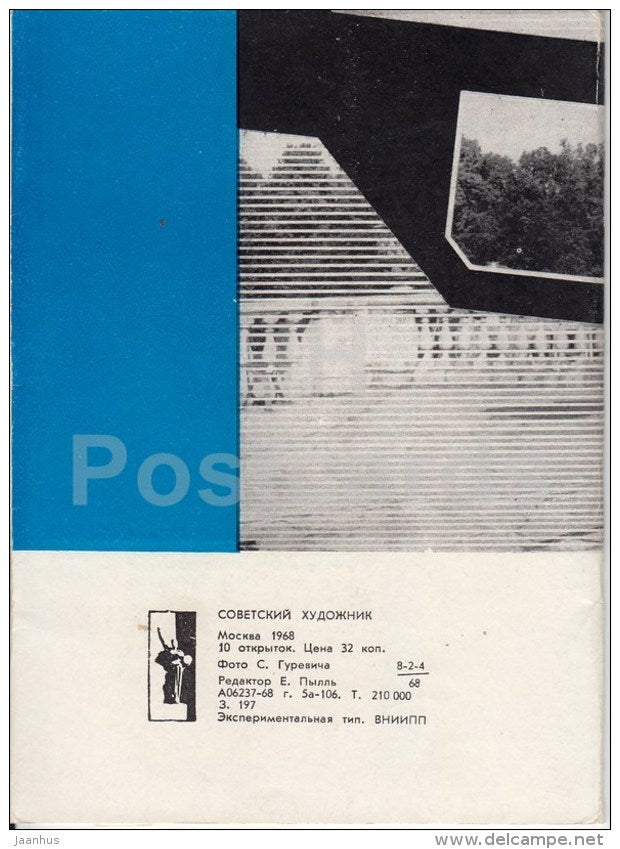 Pos
СОВЕТСКИЙ ХУДОЖНИК
Москва 1968
10 открыток. Цена 32 коп.
Фото С. Гуревича 8-2-4
Редактор Е. Пылль 68
А06237-68 г. 5а-106. Т. 210 000
З. 197
Экспериментальная тип. ВНИИПП
jaanhus
www.delcampe.net